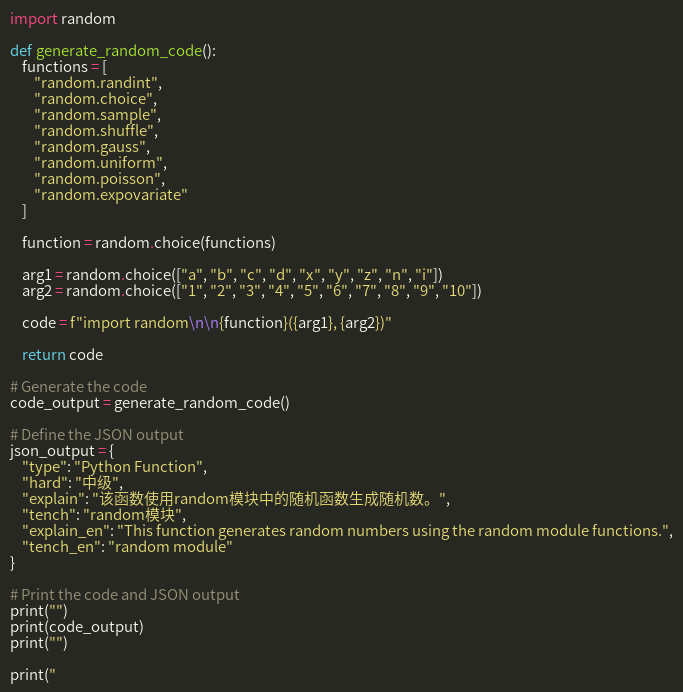 import random

def generate_random_code():
    functions = [
        "random.randint",
        "random.choice",
        "random.sample",
        "random.shuffle",
        "random.gauss",
        "random.uniform",
        "random.poisson",
        "random.expovariate"
    ]

    function = random.choice(functions)

    arg1 = random.choice(["a", "b", "c", "d", "x", "y", "z", "n", "i"])
    arg2 = random.choice(["1", "2", "3", "4", "5", "6", "7", "8", "9", "10"])

    code = f"import random\n\n{function}({arg1}, {arg2})"

    return code

# Generate the code
code_output = generate_random_code()

# Define the JSON output
json_output = {
    "type": "Python Function",
    "hard": "中级",
    "explain": "该函数使用random模块中的随机函数生成随机数。",
    "tench": "random模块",
    "explain_en": "This function generates random numbers using the random module functions.",
    "tench_en": "random module"
}

# Print the code and JSON output
print("")
print(code_output)
print("")

print("